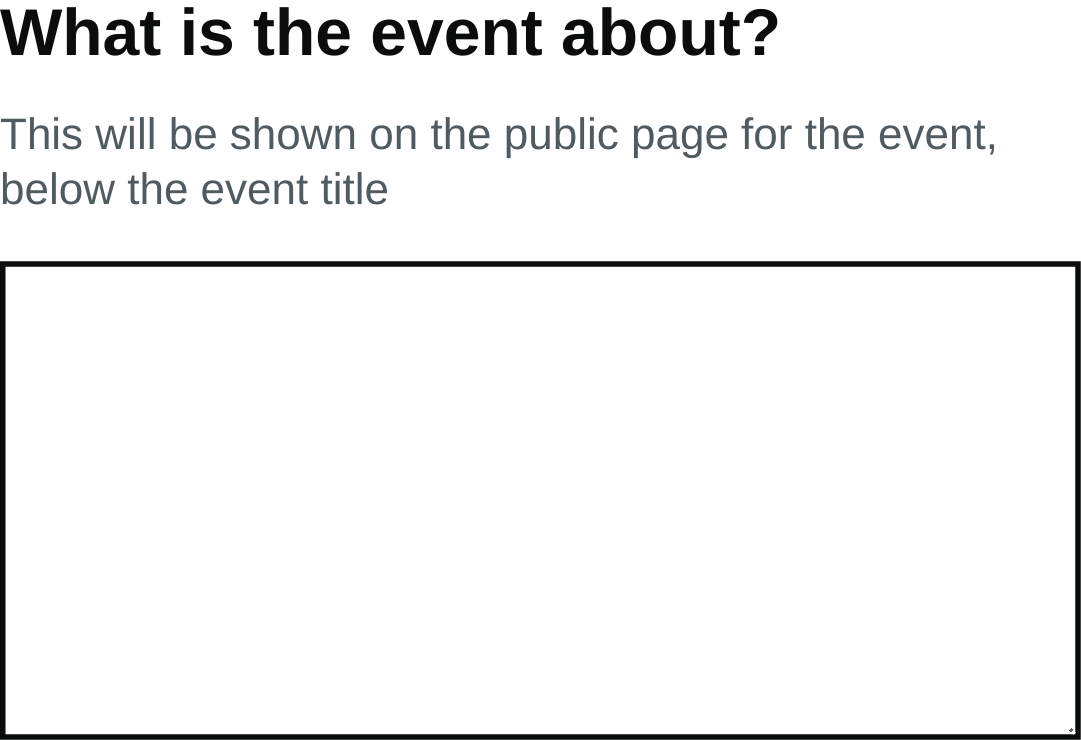 What is the event about?
This will be shown on the public page for the event,
below the event title